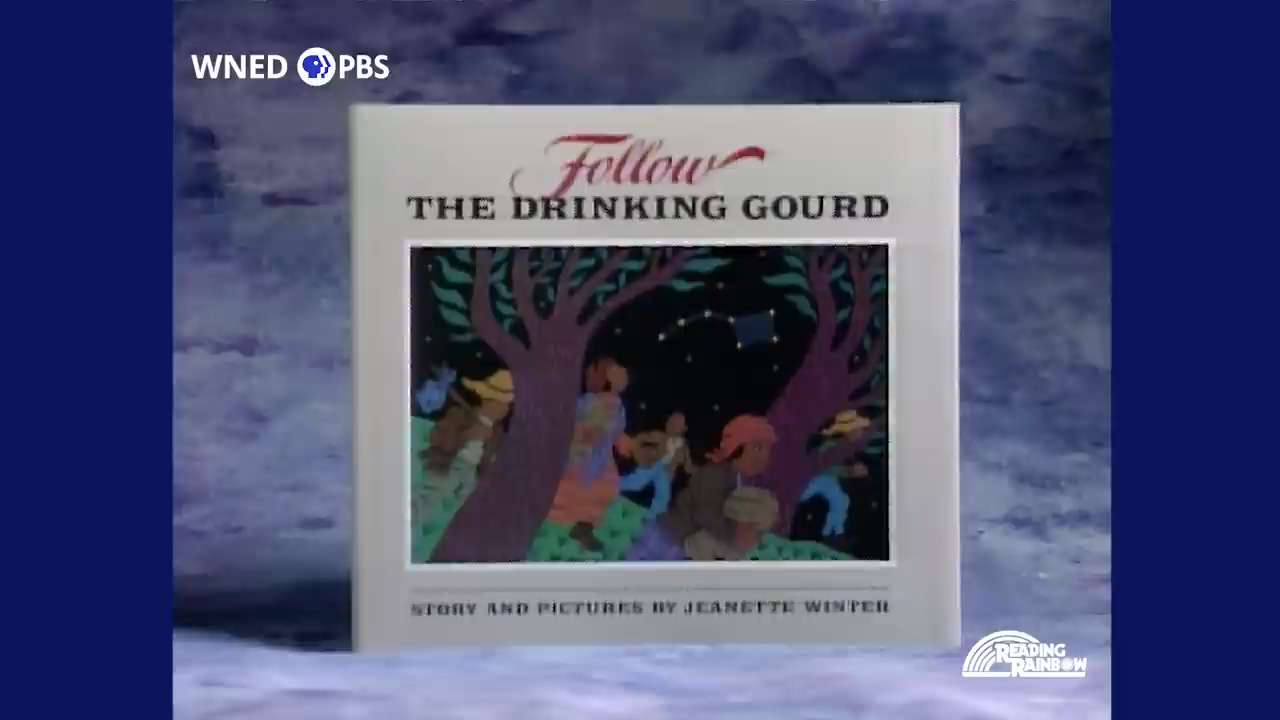 WNED PBS
Follow
THE DRINKING GOURD
STORY AND PICTURES BY JEANETTE WINTER
READING
RAINBOW